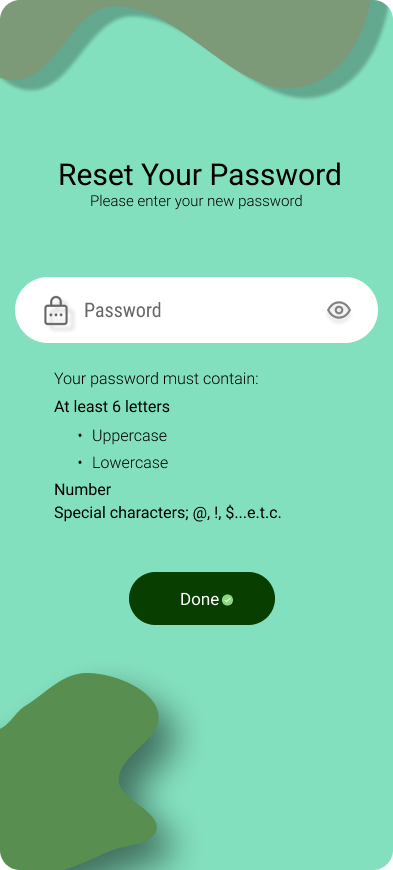 Reset Your Password
Please enter your new password
Password
Your password must contain:
At least 6 letters
• Uppercase
• Lowercase
Number
Special characters; @, !, $...e.t.c.
Done